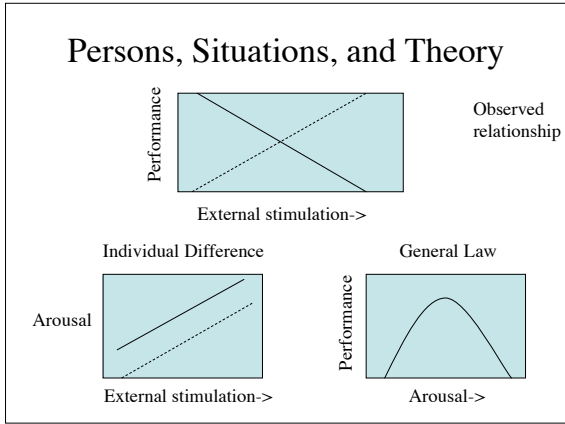 Persons, Situations, and Theory
Performance
Observed
relationship
External stimulation->
Individual Difference
General Law
Arousal
Performance
External stimulation->
Arousal->